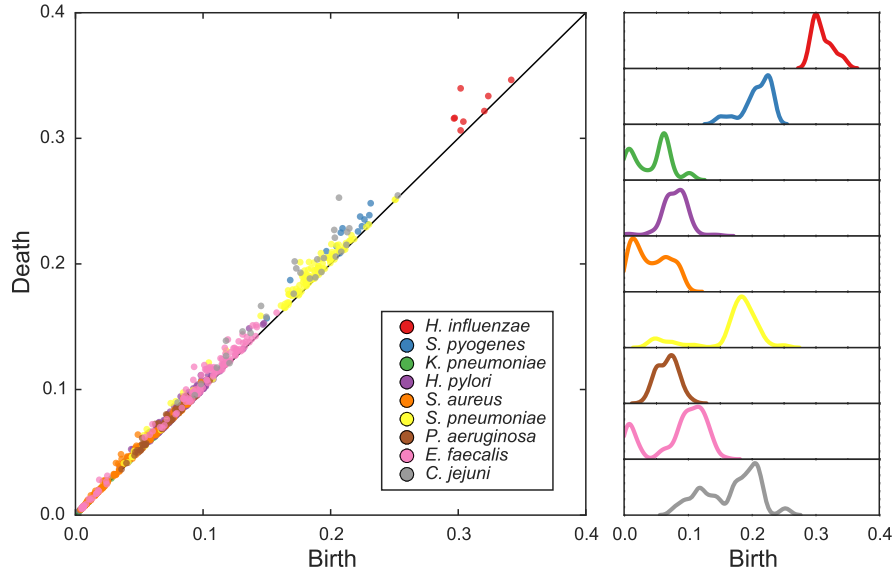 0.4
0.3
0.2
0.1
0.0
Death
0.0 0.1 0.2 0.3 0.4
Birth
H. influenzae
S. pyogenes
K. pneumoniae
H. pylori
S. aureus
S. pneumoniae
P. aeruginosa
E. faecalis
C. jejuni
0.0 0.1 0.2 0.3 0.4
Birth